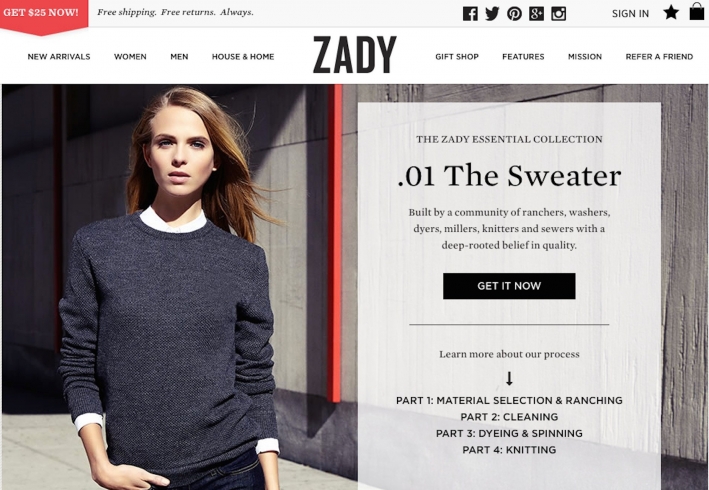 GET $25 NOW!
Free shipping. Free returns. Always.
SIGN IN
NEW ARRIVALS
WOMEN
MEN
HOUSE & HOME
ZADY
GIFT SHOP
FEATURES
MISSION
REFER A FRIEND
THE ZADY ESSENTIAL COLLECTION
.01 The Sweater
Built by a community of ranchers, washers,
dyers, millers, knitters and sewers with a
deep-rooted belief in quality.
GET IT NOW
Learn more about our process
PART 1: MATERIAL SELECTION & RANCHING
PART 2: CLEANING
PART 3: DYEING & SPINNING
PART 4: KNITTING